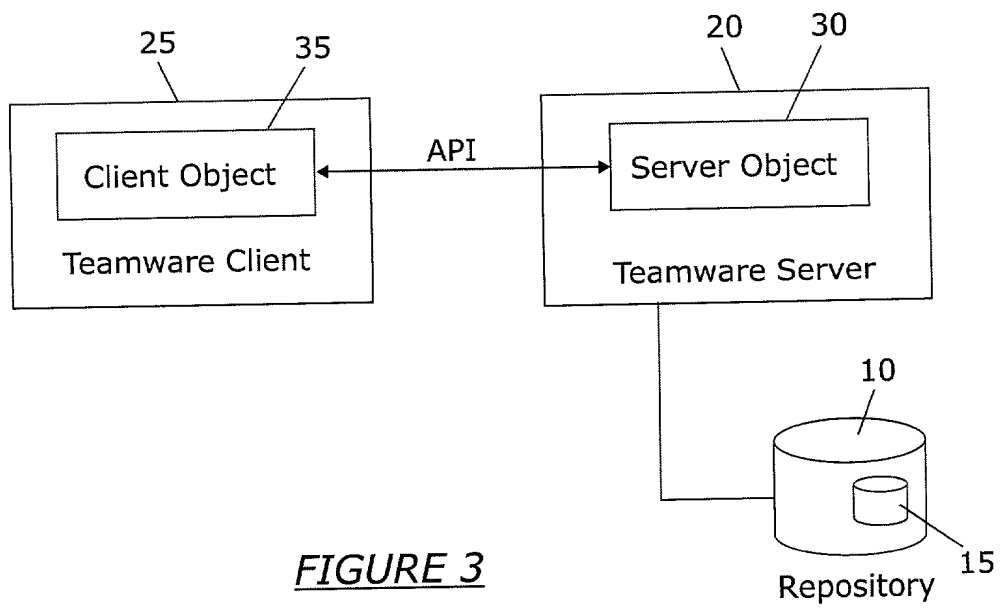 25
35
20
30
API
Client Object
Server Object
Teamware Client
Teamware Server
10
15
FIGURE 3
Repository